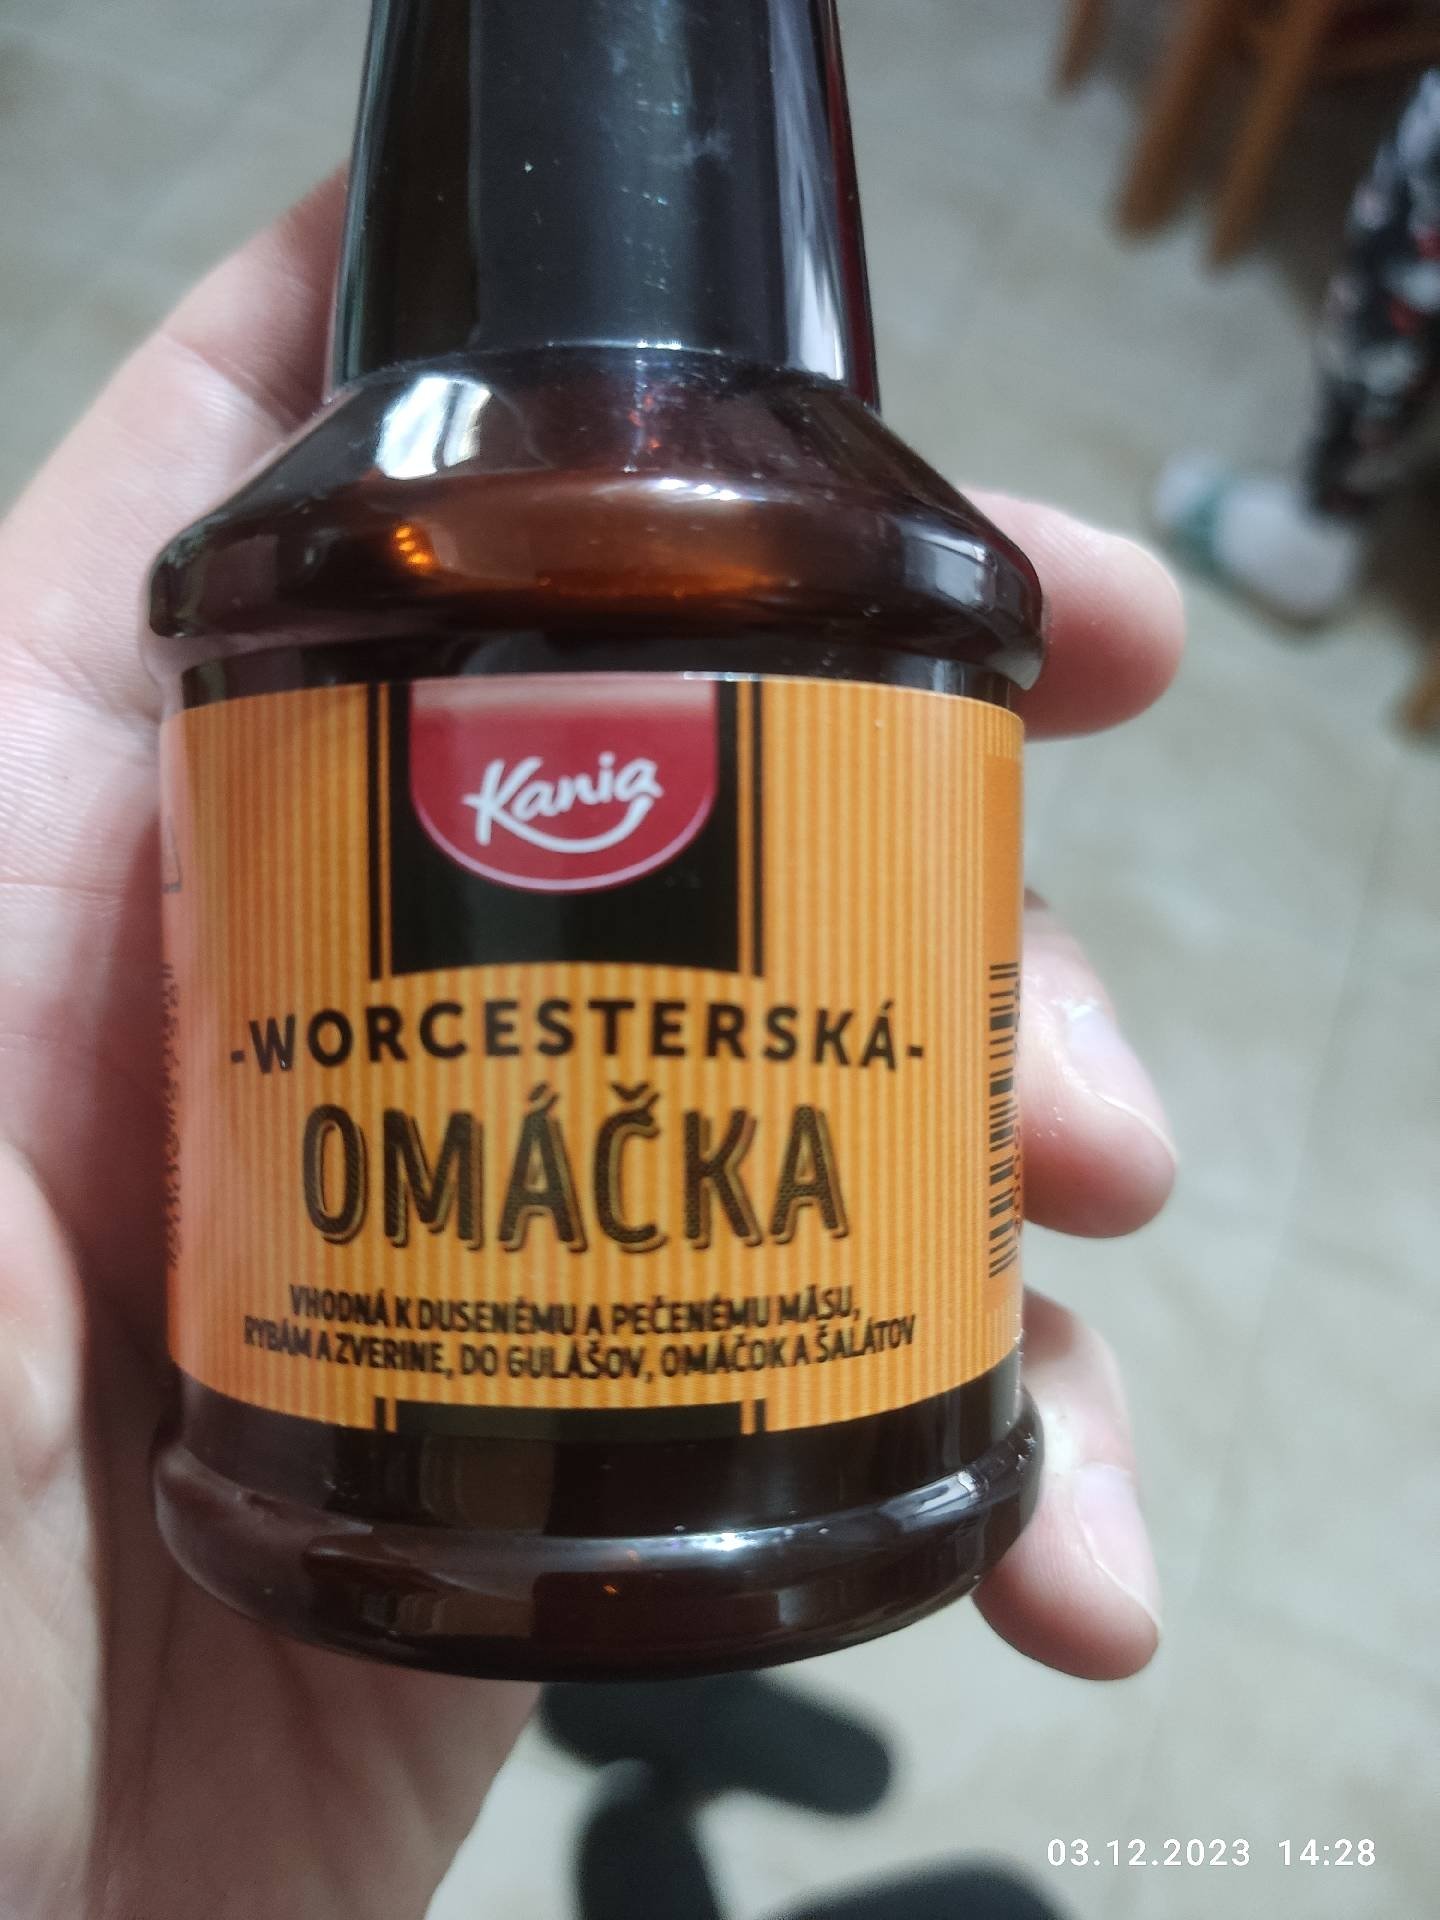 Kania
-WORCESTERSKÁ-
OMÁČKA
VHODNÁ K DUSENÉMU A PEČENÉMU MÄSU,
RYBÁM A ZVERINE, DO GULÁŠOV, OMÁČOK A ŠALÁTOV
03.12.2023 14:28